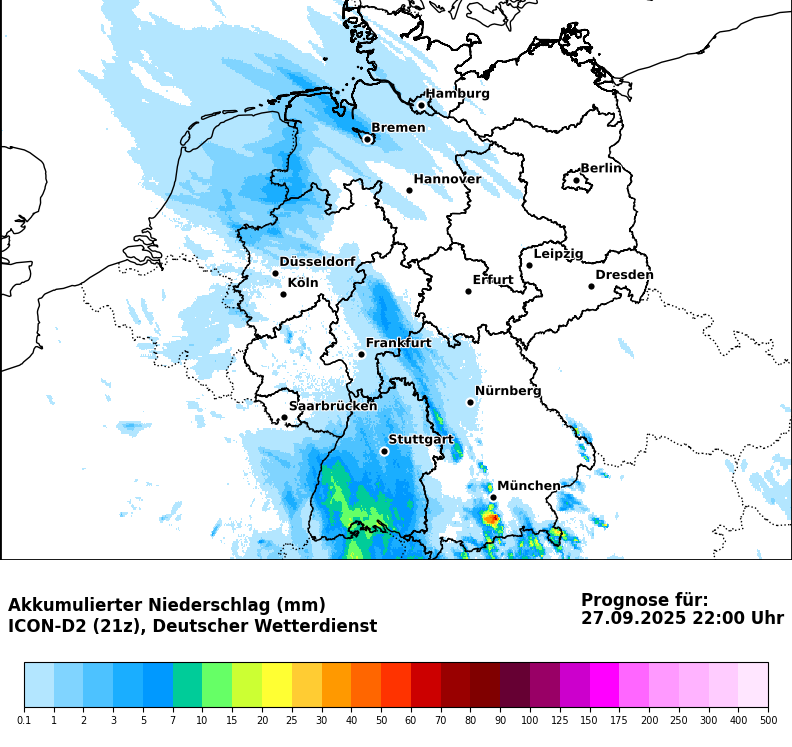 Hamburg
Bremen
Berlin
Hannover
Leipzig
Düsseldorf
Dresden
Köln
Erfurt
Frankfurt
Nürnberg
Saarbrücken
Stuttgart
München
Akkumulierter Niederschlag (mm)
ICON-D2 (21z), Deutscher Wetterdienst
Prognose für:
27.09.2025 22:00 Uhr
0.1 1 2 3 5 7 10 15 20 25 30 40 50 60 70 80 90 100 125 150 175 200 250 300 400 500